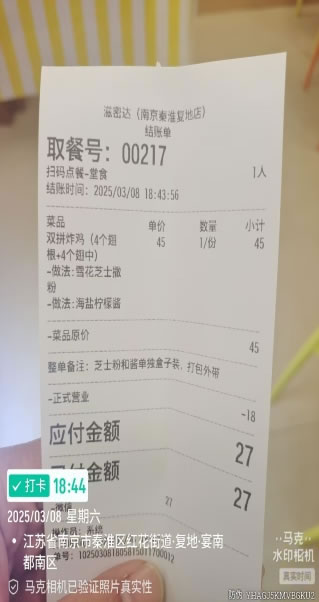 滋密达（南京秦淮复地店）
结账单
取餐号：00217
扫码点餐-堂食 1人
结账时间：2025/03/08 18:43:56
菜品 单价 数量 小计
双拼炸鸡（4个翅 45 1/份 45
根+4个翅中）
-做法：雪花芝士撒
粉
-做法：海盐柠檬酱
-菜品原价 45
整单备注：芝士粉和酱单独盒子装，打包外带
-正式营业 -18
应付金额 27
金额 27
27
打卡 18:44
2025/03/08 星期六
江苏省南京市秦淮区红花街道·复地·宴南
都南区
马克相机已验证照片真实性
马克
水印相机
真实时间
防伪 YHAGJ5KMVBGKU2